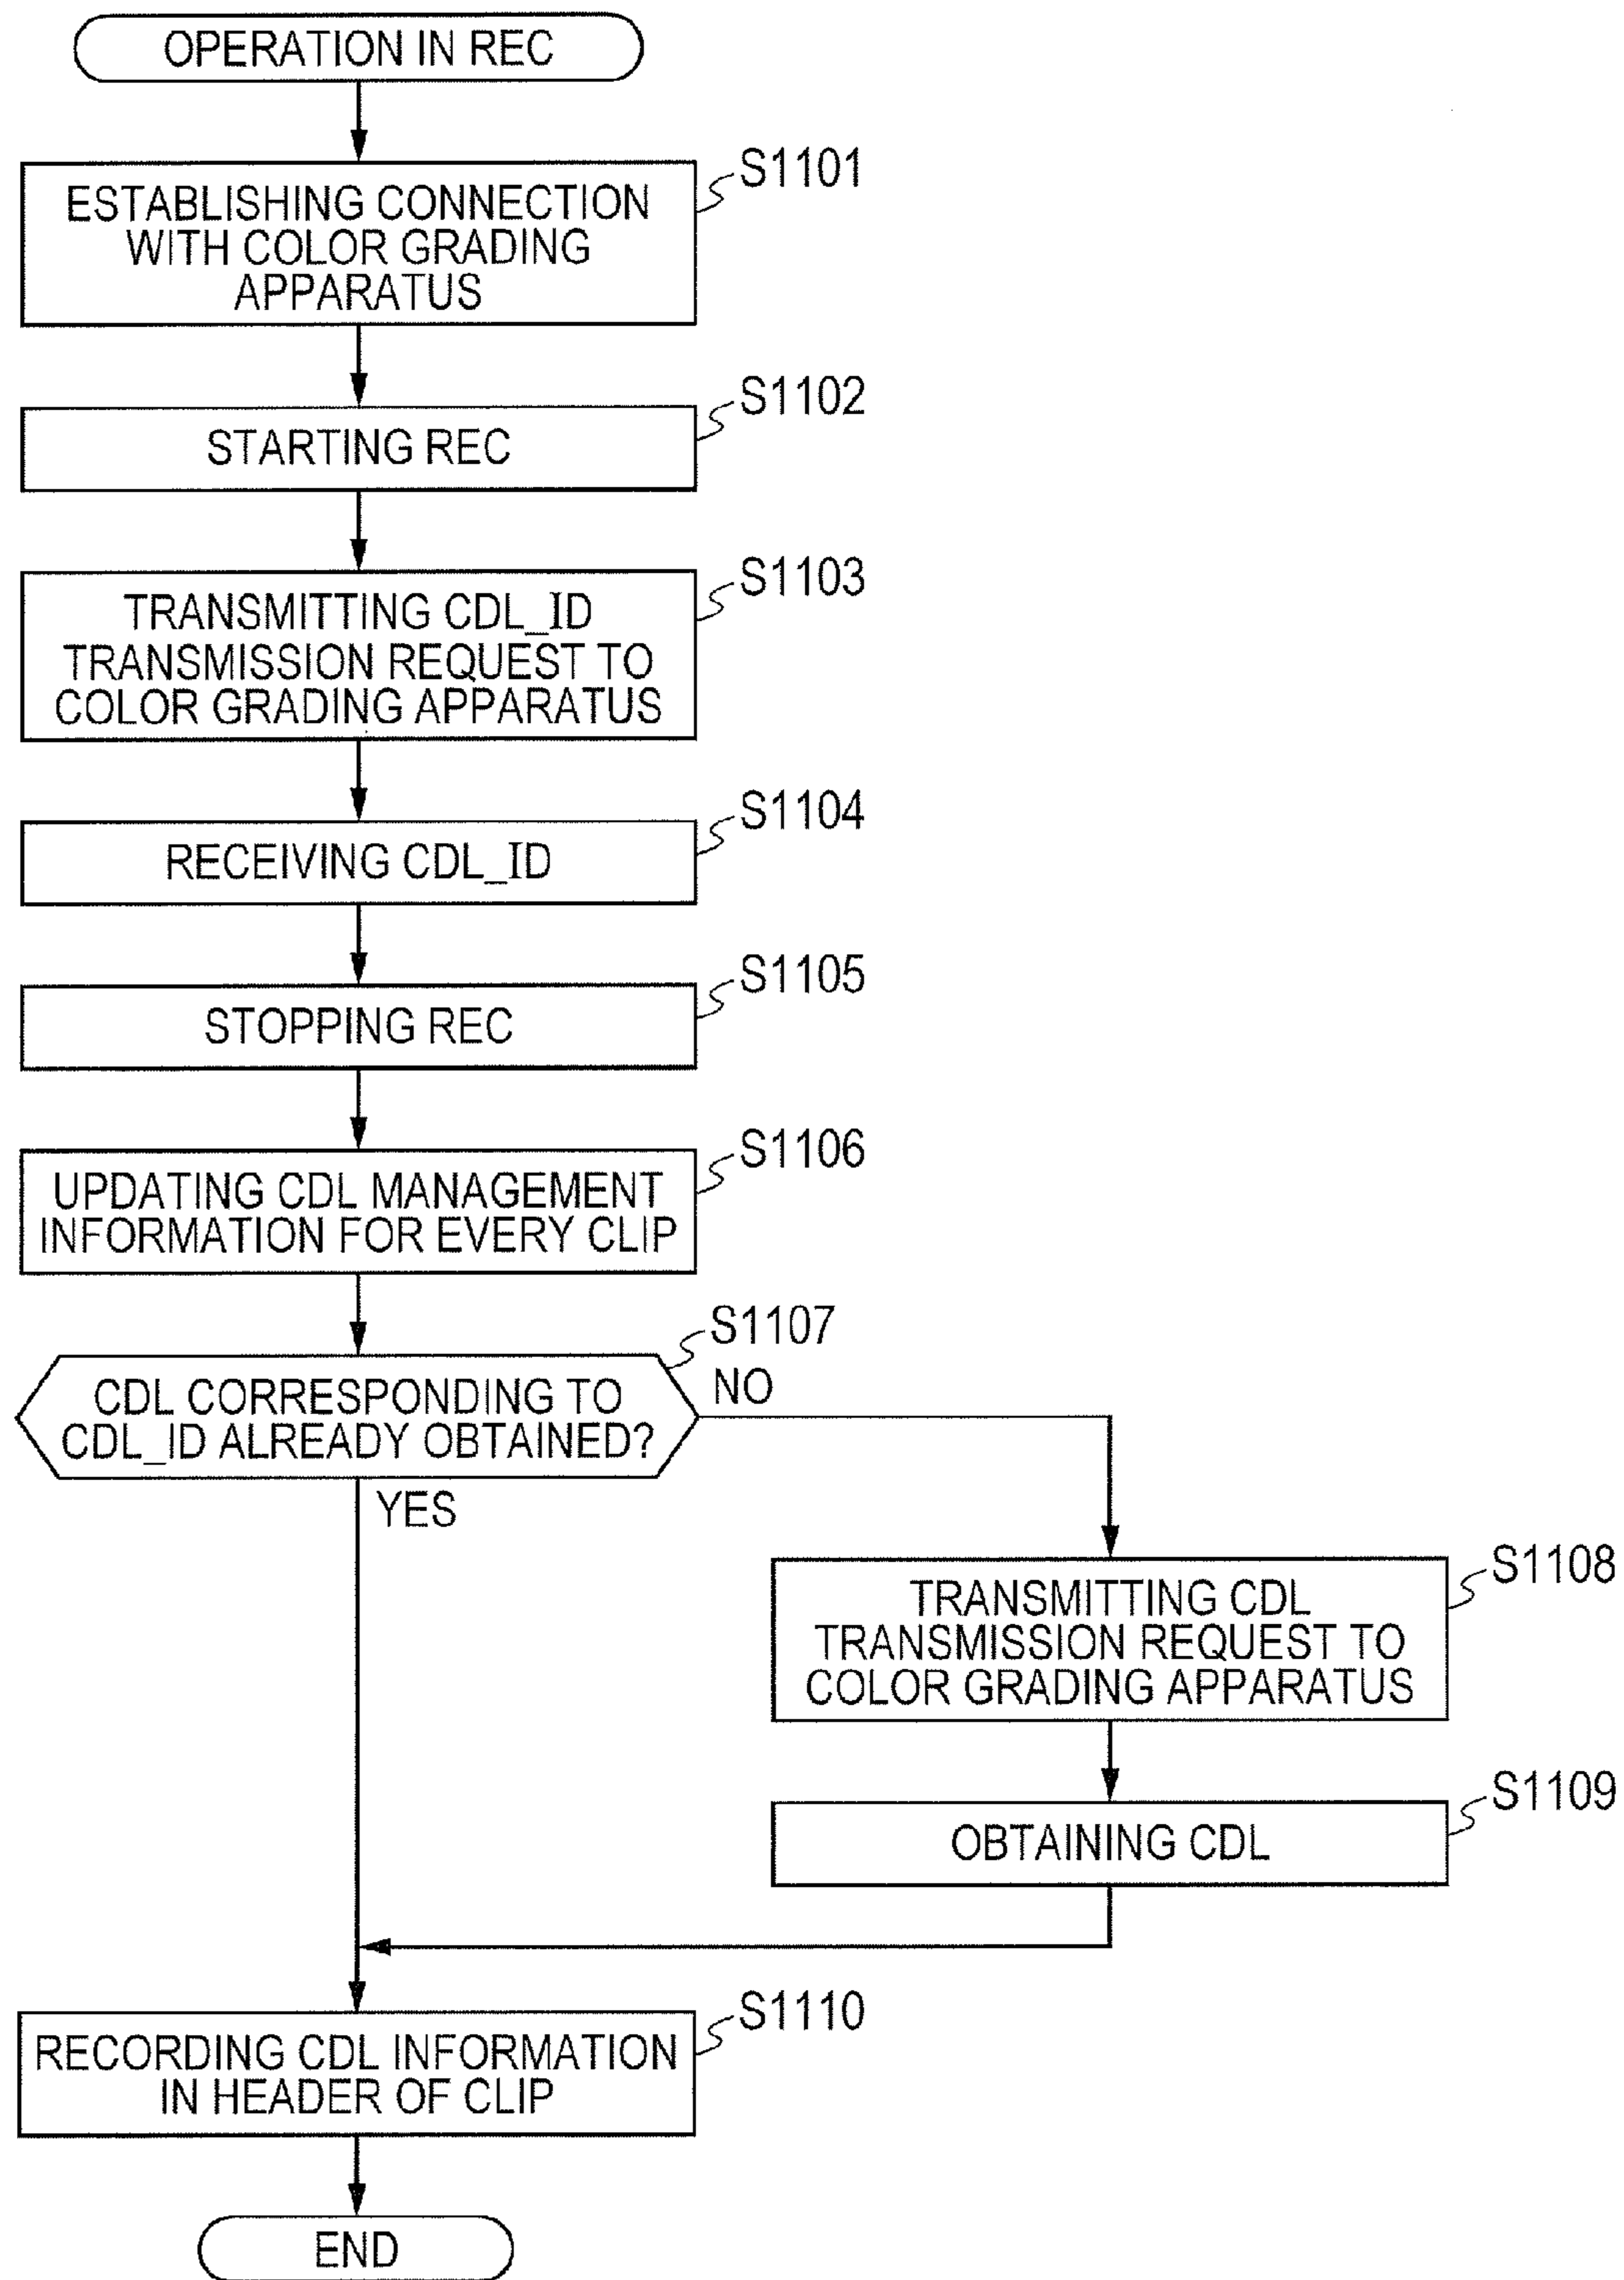 OPERATION IN REC
S1101
ESTABLISHING CONNECTION
WITH COLOR GRADING
APPARATUS
S1102
STARTING REC
S1103
TRANSMITTING CDL_ID
TRANSMISSION REQUEST TO
COLOR GRADING APPARATUS
S1104
RECEIVING CDL_ID
S1105
STOPPING REC
S1106
UPDATING CDL MANAGEMENT
INFORMATION FOR EVERY CLIP
S1107
CDL CORRESPONDING TO
CDL_ID ALREADY OBTAINED?
NO
YES
S1108
TRANSMITTING CDL
TRANSMISSION REQUEST TO
COLOR GRADING APPARATUS
S1109
OBTAINING CDL
S1110
RECORDING CDL INFORMATION
IN HEADER OF CLIP
END